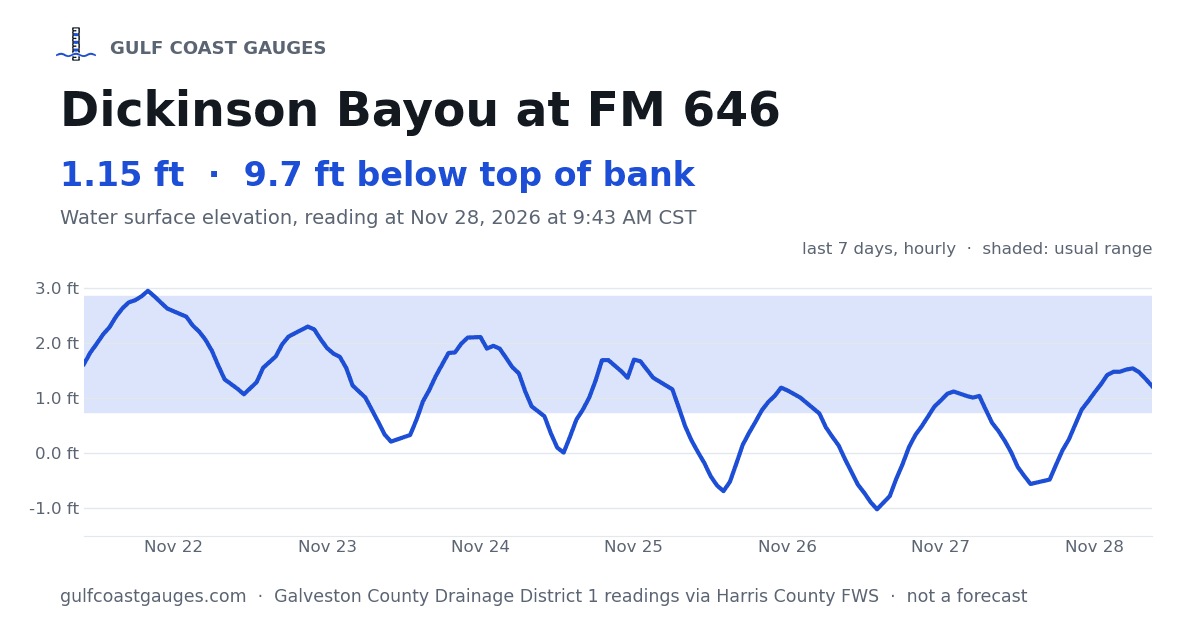 GULF COAST GAUGES
Dickinson Bayou at FM 646
1.15 ft · 9.7 ft below top of bank
Water surface elevation, reading at Nov 28, 2026 at 9:43 AM CST
last 7 days, hourly · shaded: usual range
3.0 ft
2.0 ft
1.0 ft
0.0 ft
-1.0 ft
Nov 22 Nov 23 Nov 24 Nov 25 Nov 26 Nov 27 Nov 28
gulfcoastgauges.com · Galveston County Drainage District 1 readings via Harris County FWS · not a forecast